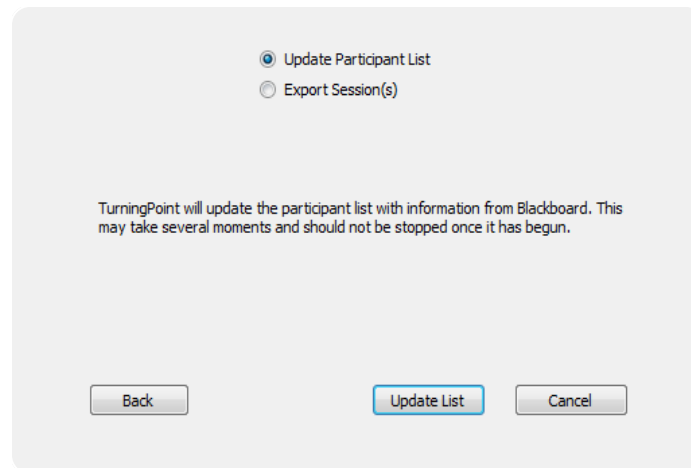 Update Participant List
Export Session(s)
TurningPoint will update the participant list with information from Blackboard. This
may take several moments and should not be stopped once it has begun.
Back
Update List
Cancel